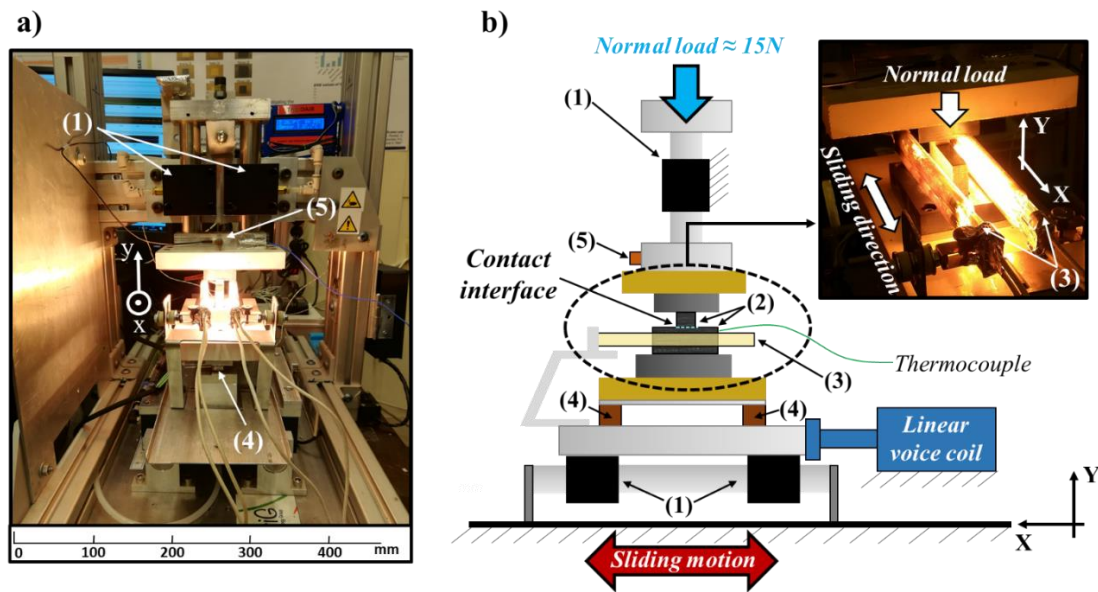 a)
(1)
(5)
y
x
(4)
0 100 200 300 400 mm
b)
Normal load ≈ 15N
(1)
(5)
Contact
interface
(2)
(3)
Thermocouple
(4)
(4)
Linear
voice coil
(1)
Y
X
Sliding motion
Normal load
Sliding direction
Y
X
(3)